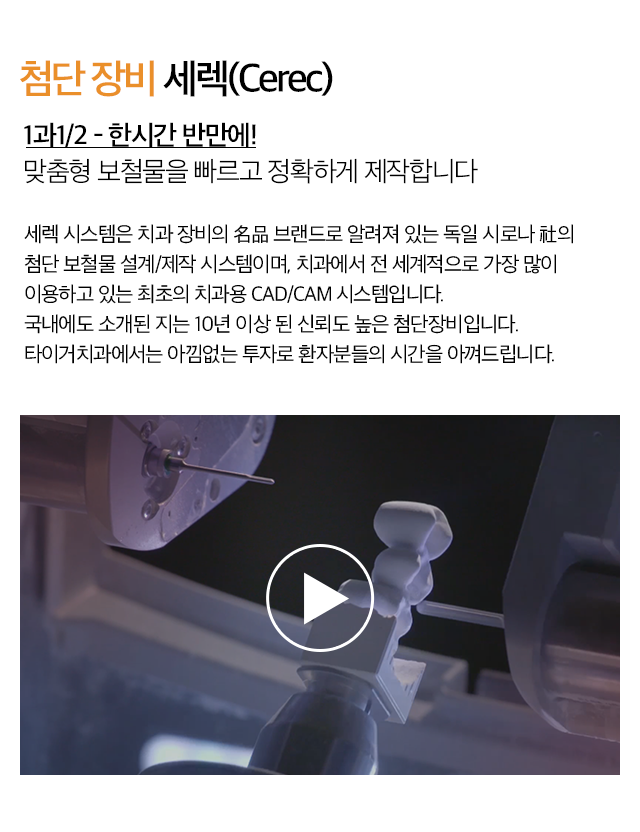 첨단 장비 세렉(Cerec)
1과1/2 - 한시간 반만에!
맞춤형 보철물을 빠르고 정확하게 제작합니다
세렉 시스템은 치과 장비의 名品 브랜드로 알려져 있는 독일 시로나 社의
첨단 보철물 설계/제작 시스템이며, 치과에서 전 세계적으로 가장 많이
이용하고 있는 최초의 치과용 CAD/CAM 시스템입니다.
국내에도 소개된 지는 10년 이상 된 신뢰도 높은 첨단장비입니다.
타이거치과에서는 아낌없는 투자로 환자분들의 시간을 아껴드립니다.